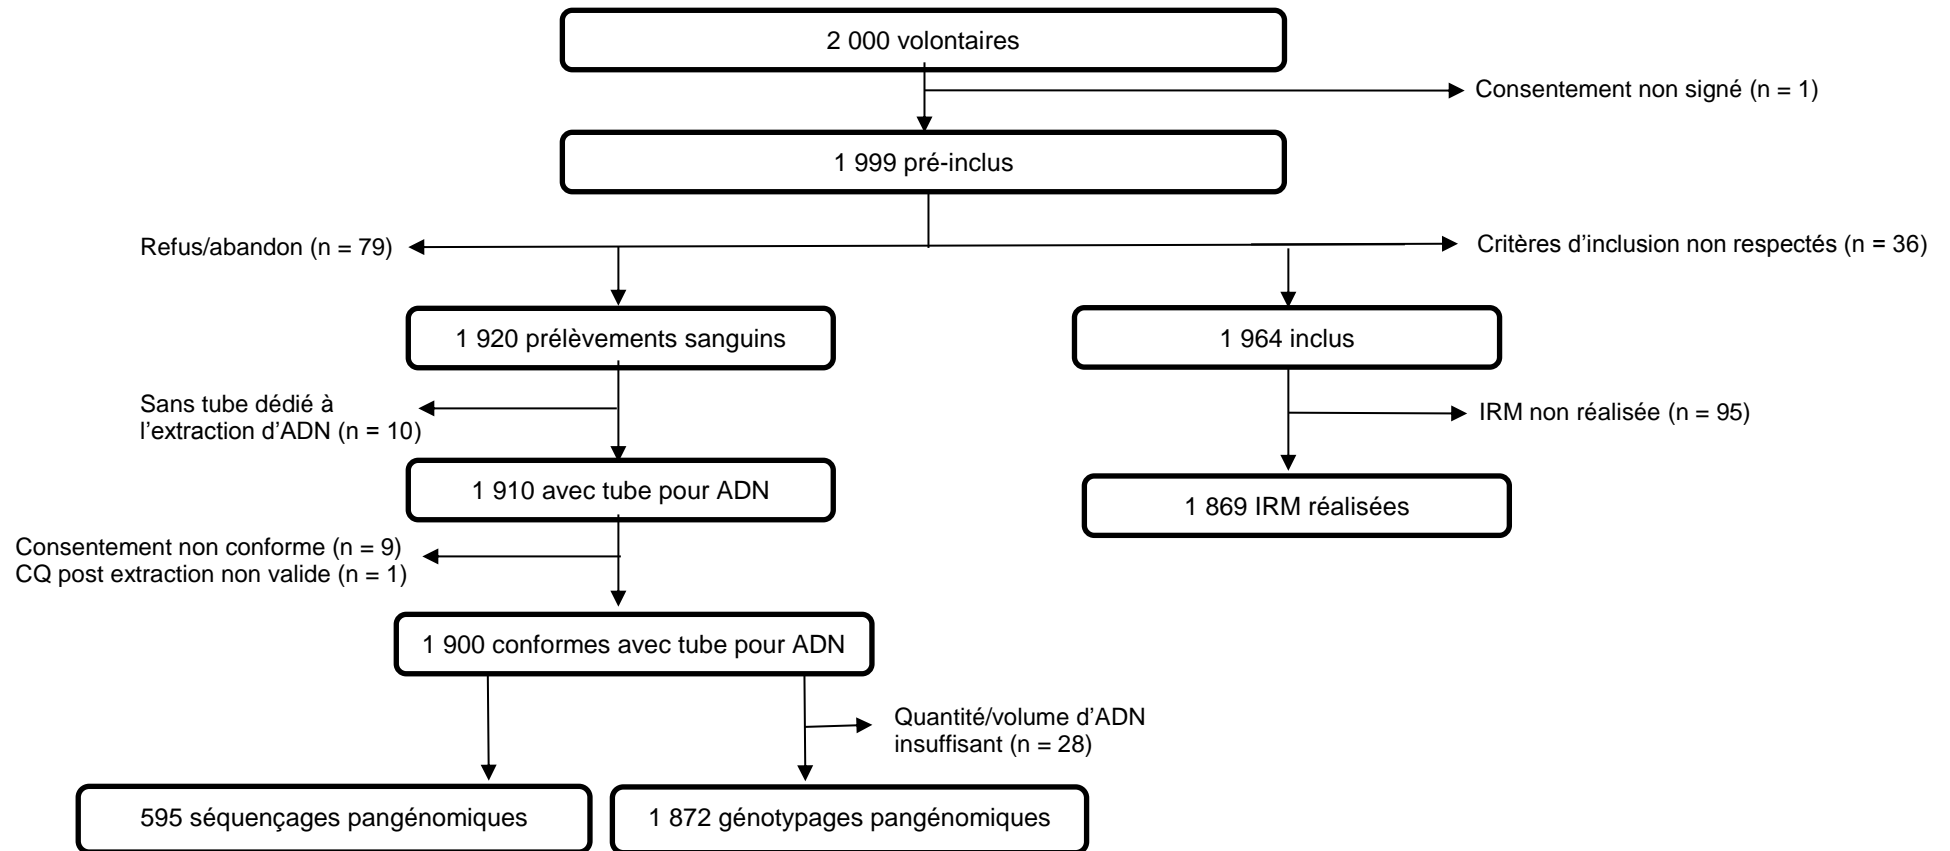 2 000 volontaires
Consentement non signé (n = 1)
1 999 pré-inclus
Refus/abandon (n = 79)
Critères d’inclusion non respectés (n = 36)
1 920 prélèvements sanguins
1 964 inclus
Sans tube dédié à
l’extraction d’ADN (n = 10)
IRM non réalisée (n = 95)
1 910 avec tube pour ADN
1 869 IRM réalisées
Consentement non conforme (n = 9)
CQ post extraction non valide (n = 1)
1 900 conformes avec tube pour ADN
Quantité/volume d’ADN
insuffisant (n = 28)
595 séquençages pangénomiques
1 872 génotypages pangénomiques